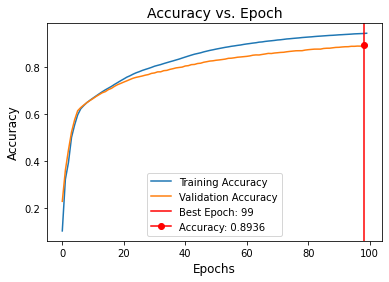 Accuracy vs. Epoch
Accuracy
0.8
0.6
0.4
0.2
Training Accuracy
Validation Accuracy
Best Epoch: 99
Accuracy: 0.8936
0 20 40 60 80 100
Epochs